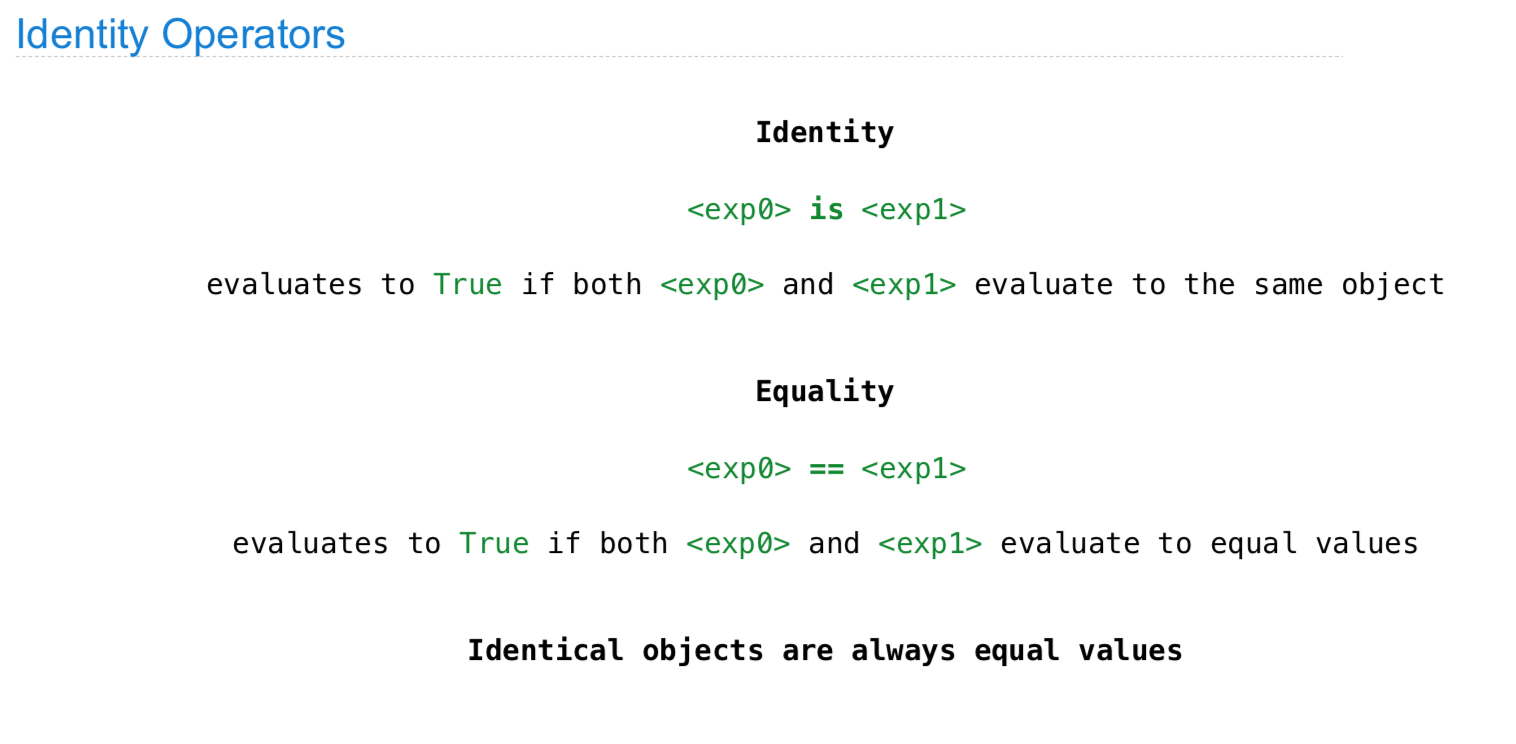 Identity Operators
Identity
<exp0> is <exp1>
evaluates to True if both <exp0> and <exp1> evaluate to the same object
Equality
<exp0> == <exp1>
evaluates to True if both <exp0> and <exp1> evaluate to equal values
Identical objects are always equal values